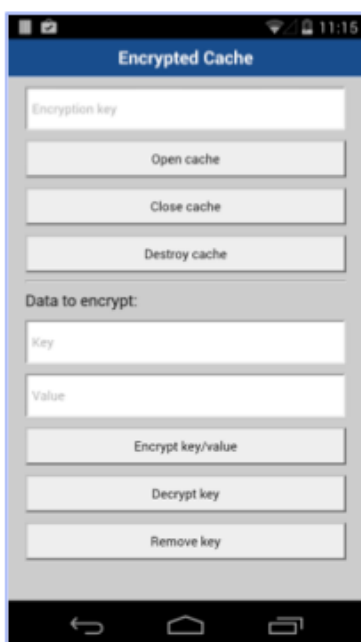 11:15
Encrypted Cache
Encryption key
Open cache
Close cache
Destroy cache
Data to encrypt:
Key
Value
Encrypt key/value
Decrypt key
Remove key